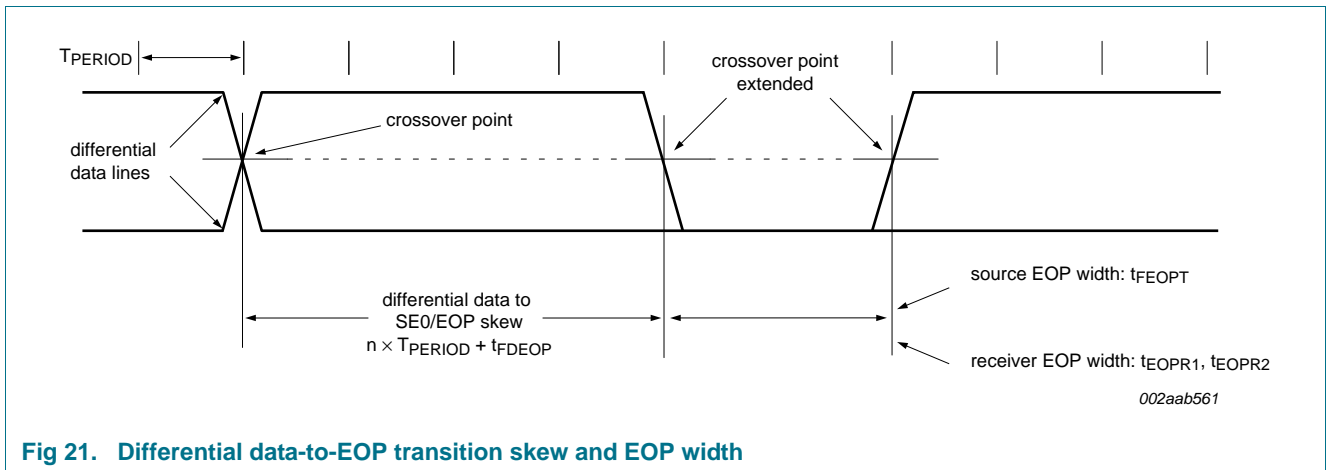 TPERIOD
crossover point
extended
crossover point
differential
data lines
differential data to
SE0/EOP skew
n × TPERIOD + tFDEOP
source EOP width: tFEOPT
receiver EOP width: tEOPR1, tEOPR2
002aab561
Fig 21. Differential data-to-EOP transition skew and EOP width